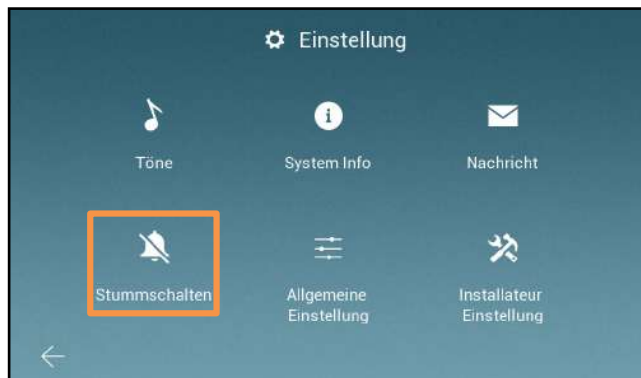 Einstellung
Töne
System Info
Nachricht
Stummschalten
Allgemeine
Einstellung
Installateur
Einstellung